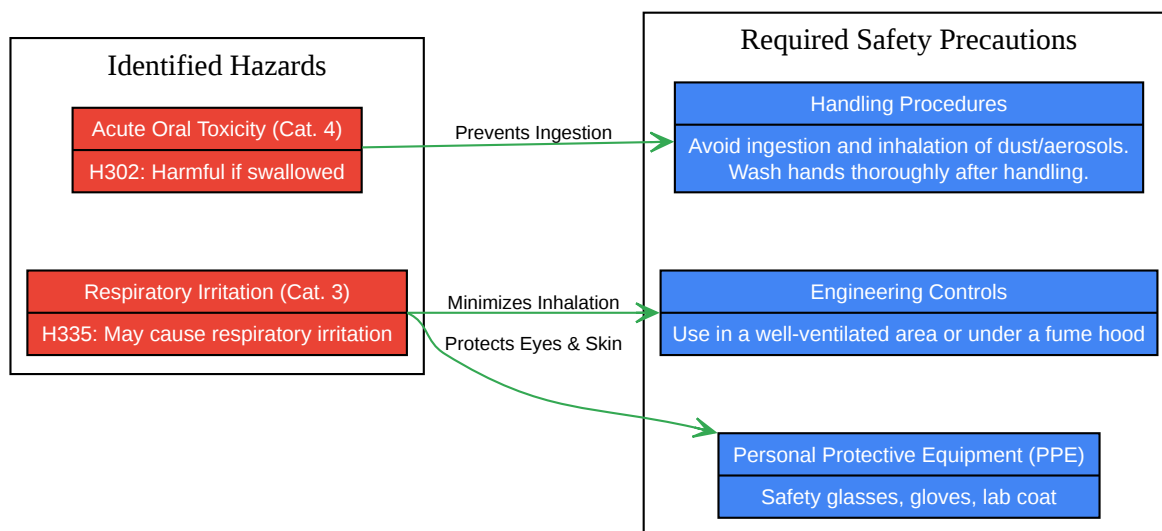 Identified Hazards
Acute Oral Toxicity (Cat. 4)
H302: Harmful if swallowed
Respiratory Irritation (Cat. 3)
H335: May cause respiratory irritation
Prevents Ingestion
Minimizes Inhalation
Protects Eyes & Skin
Required Safety Precautions
Handling Procedures
Avoid ingestion and inhalation of dust/aerosols.
Wash hands thoroughly after handling.
Engineering Controls
Use in a well-ventilated area or under a fume hood
Personal Protective Equipment (PPE)
Safety glasses, gloves, lab coat